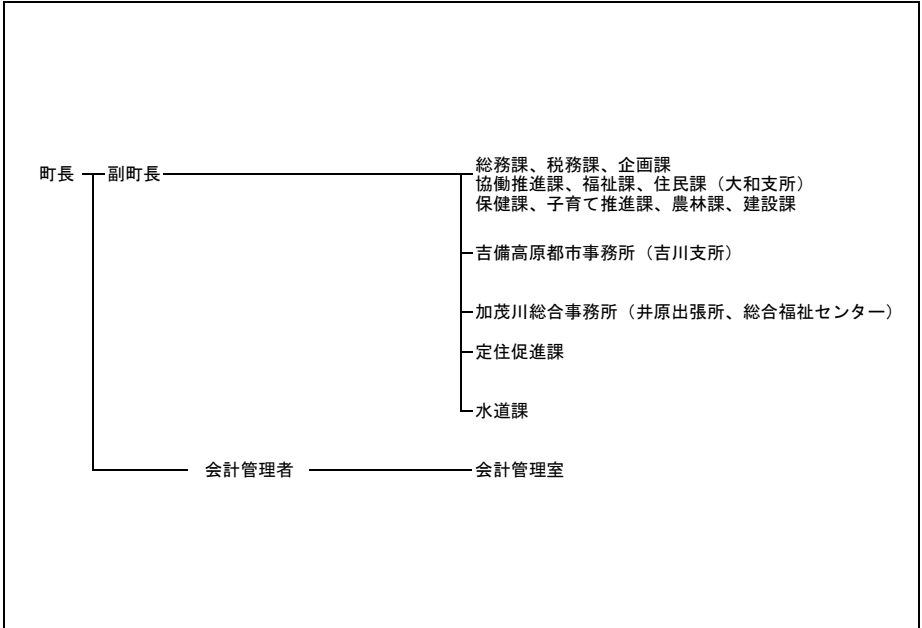 町長 副町長 総務課、税務課、企画課
協働推進課、福祉課、住民課（大和支所）
保健課、子育て推進課、農林課、建設課
吉備高原都市事務所（吉川支所）
加茂川総合事務所（井原出張所、総合福祉センター）
定住促進課
水道課
会計管理者 会計管理室